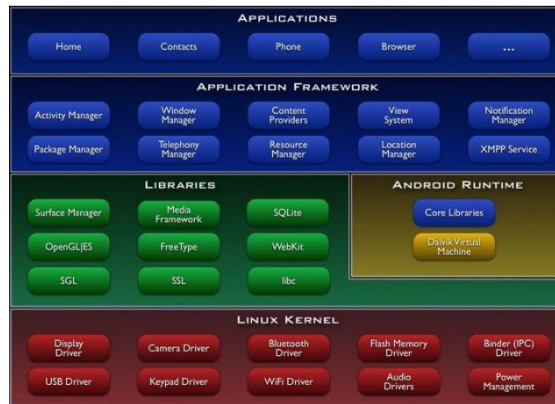 APPLICATIONS
Home
Contacts
Phone
Browser
...
APPLICATION FRAMEWORK
Activity Manager
Window
Manager
Content
Providers
View
System
Notification
Manager
Package Manager
Telephony
Manager
Resource
Manager
Location
Manager
XMPP Service
LIBRARIES
Surface Manager
Media
Framework
SQLite
OpenGL|ES
FreeType
WebKit
SGL
SSL
libc
ANDROID RUNTIME
Core Libraries
Dalvik Virtual
Machine
LINUX KERNEL
Display
Driver
Camera Driver
Bluetooth
Driver
Flash Memory
Driver
Binder (IPC)
Driver
USB Driver
Keypad Driver
WiFi Driver
Audio
Drivers
Power
Management